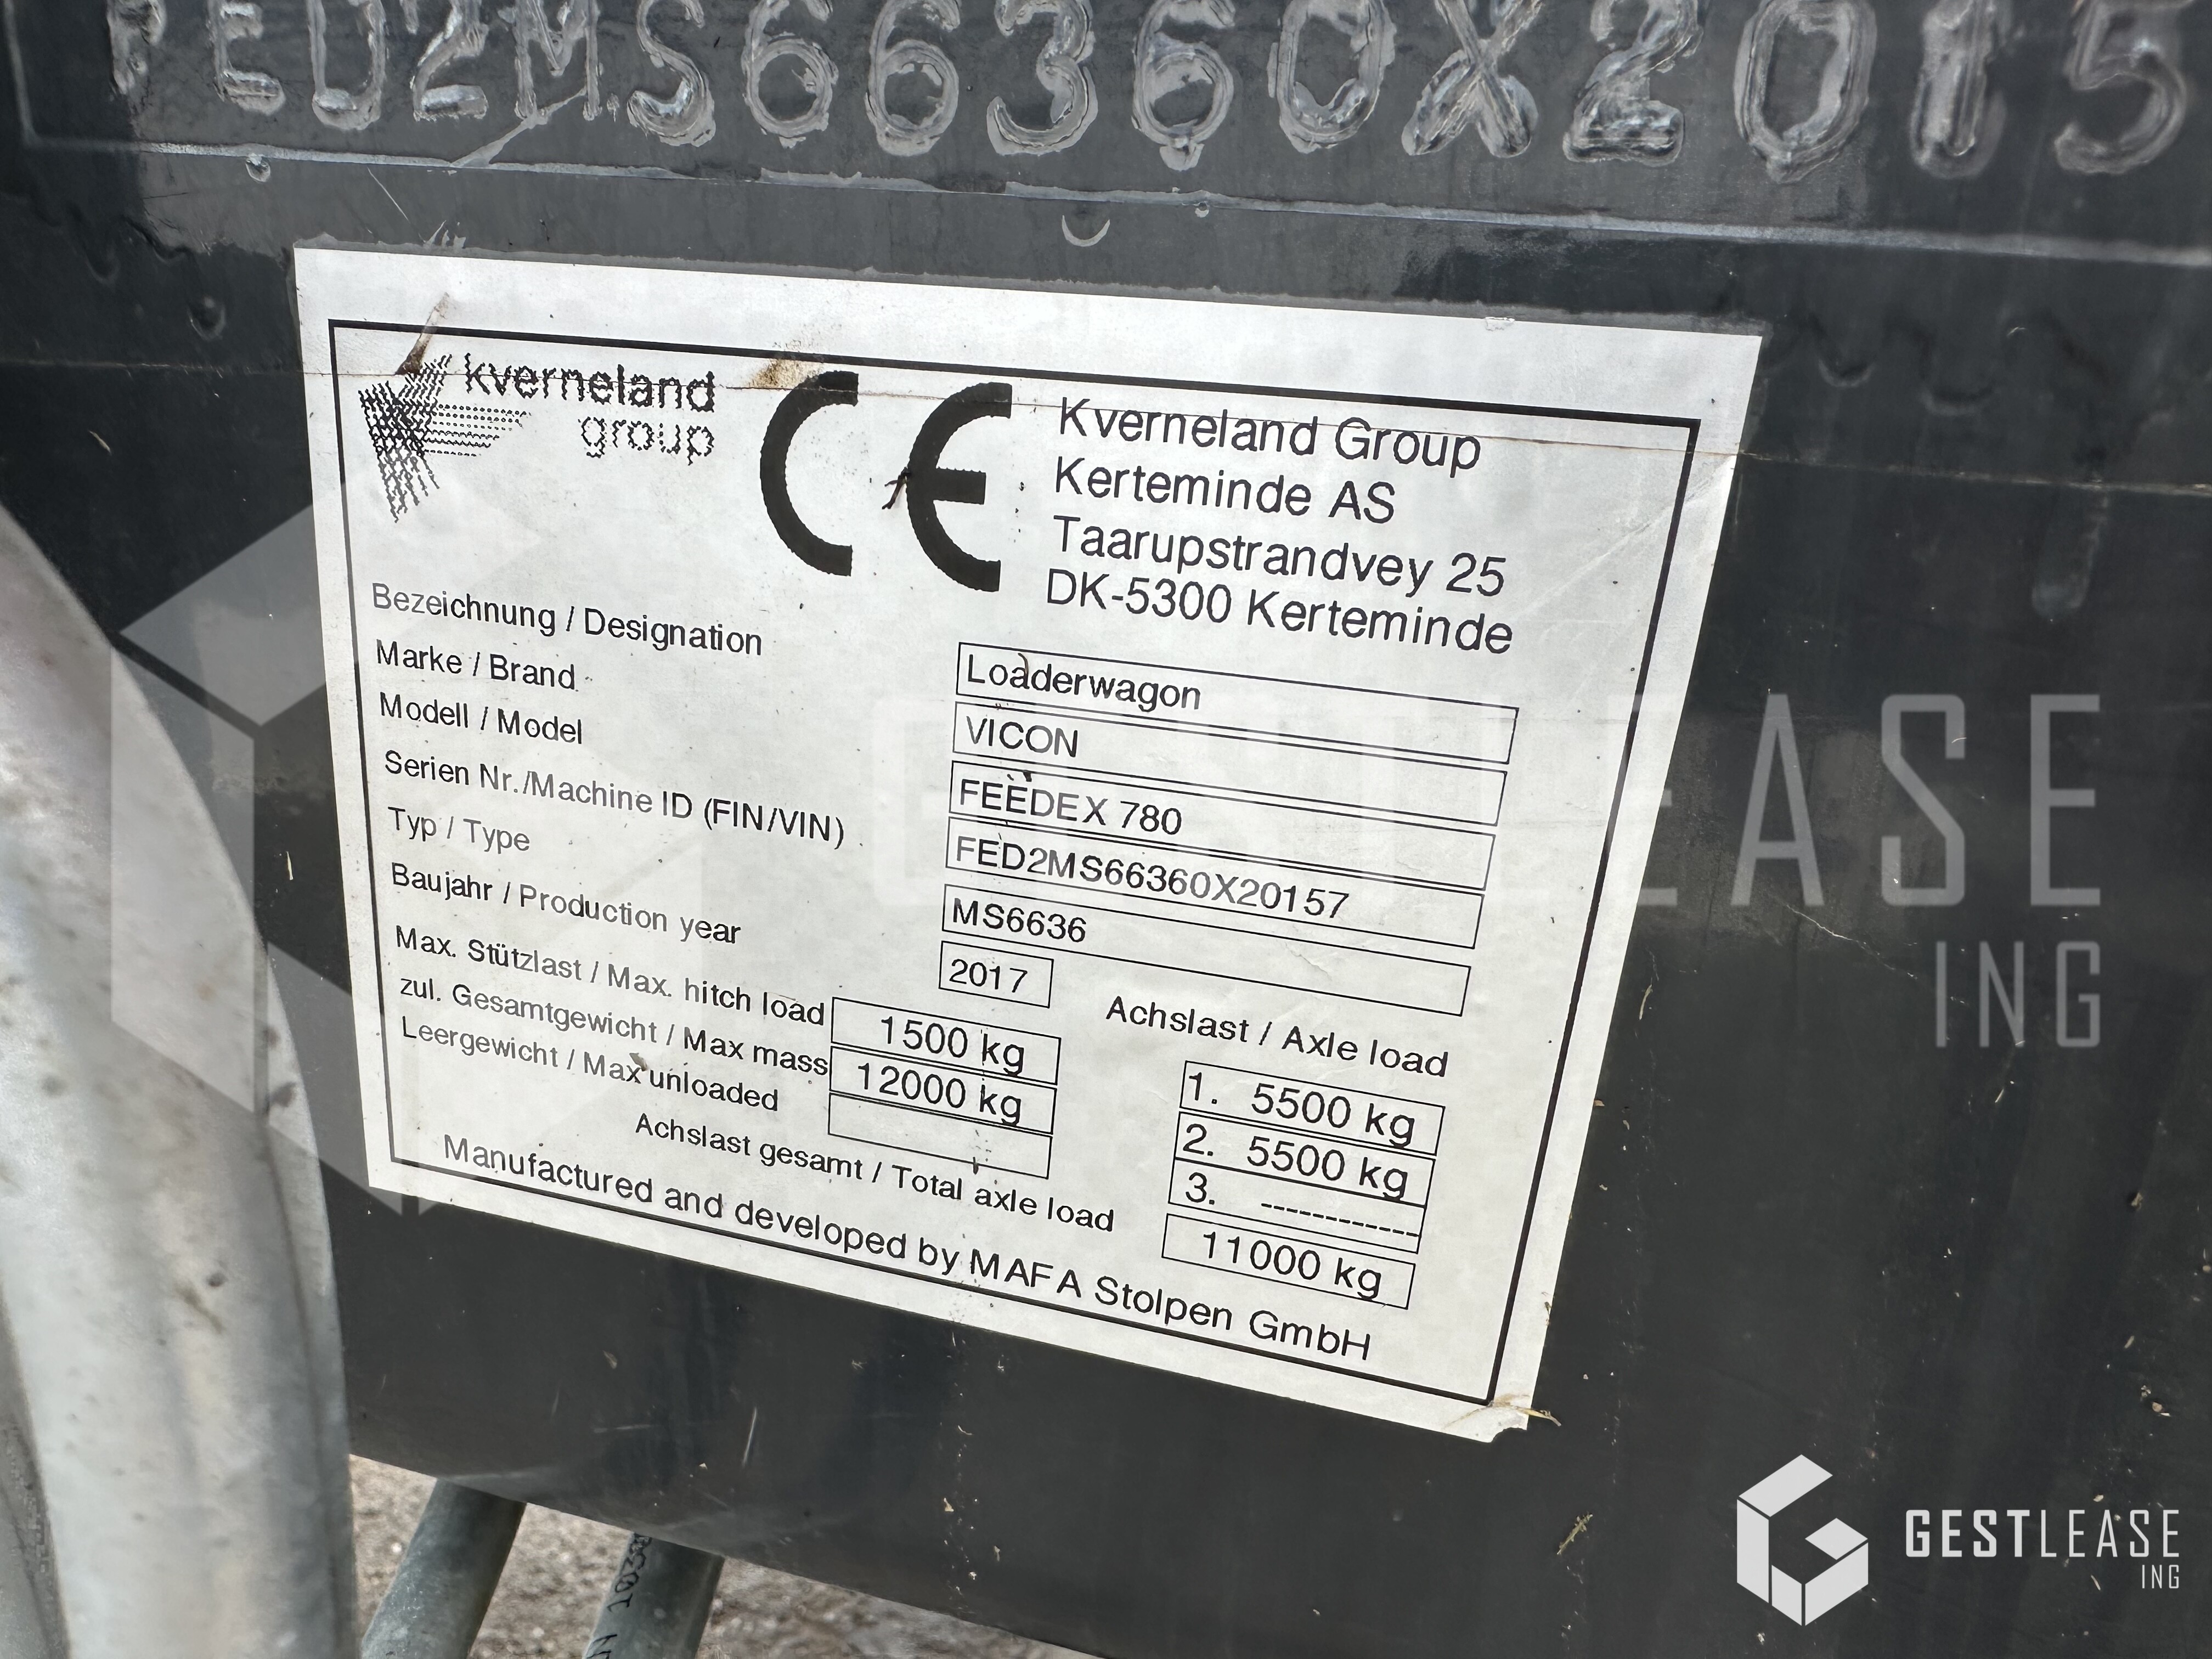 FED2MS66360X2015
kverneland
group
CE
Kverneland Group
Kerteminde AS
Taarupstrandvey 25
DK-5300 Kerteminde
Bezeichnung / Designation
Loaderwagon
Marke / Brand
VICON
Modell / Model
FEEDEX 780
Serien Nr./Machine ID (FIN/VIN)
FED2MS66360X20157
Typ / Type
MS6636
Baujahr / Production year
2017
Max. Stützlast / Max. hitch load
1500 kg
zul. Gesamtgewicht / Max mass
12000 kg
Leergewicht / Max unloaded
Achslast / Axle load
1. 5500 kg
2. 5500 kg
3. -----------
Achslast gesamt / Total axle load
11000 kg
Manufactured and developed by MAFA Stolpen GmbH
GESTLEASE
ING
GESTLEASE
ING